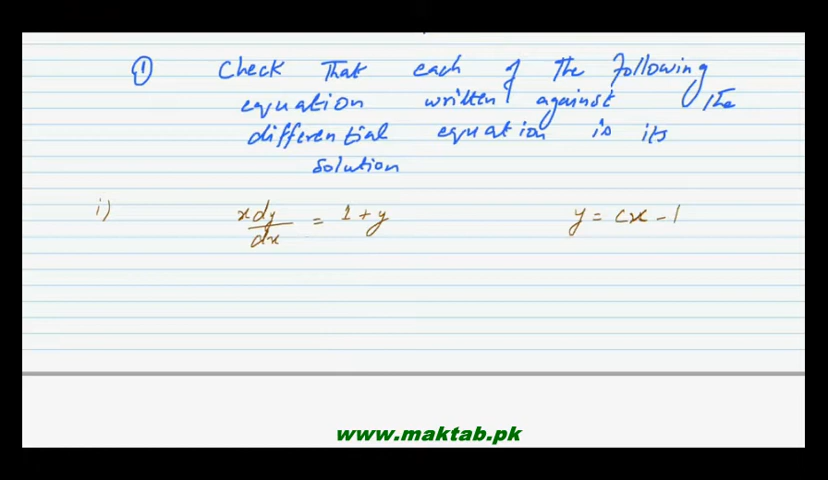 ① Check That each of The following
equation written against The
differential equation is its
solution
i) x dy/dx = 1 + y y = cx - 1
www.maktab.pk